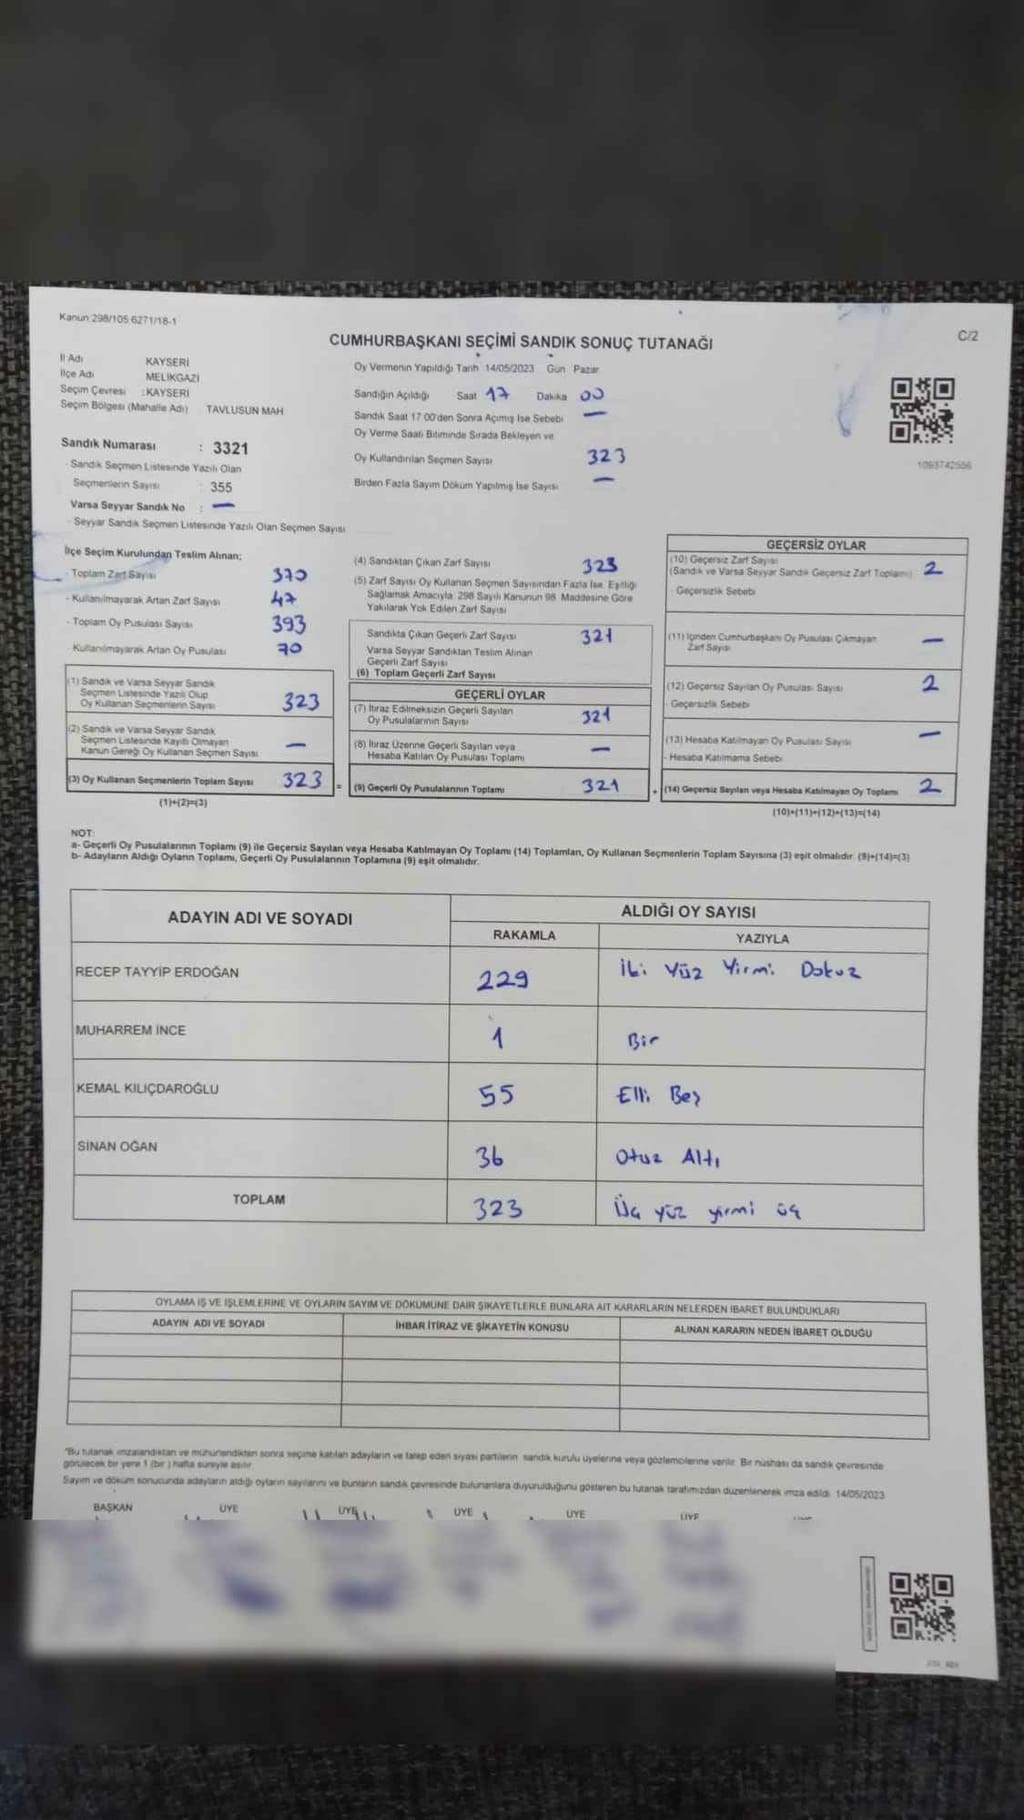 Kanun 298/105 6271/18-1
C/2
CUMHURBAŞKANI SEÇİMİ SANDIK SONUÇ TUTANAĞI
İl Adı KAYSERİ
İlçe Adı MELİKGAZİ
Seçim Çevresi : KAYSERİ
Seçim Bölgesi (Mahalle Adı) TAVLUSUN MAH
Sandık Numarası : 3321
- Sandık Seçmen Listesinde Yazılı Olan
Seçmenlerin Sayısı : 355
Varsa Seyyar Sandık No : —
- Seyyar Sandık Seçmen Listesinde Yazılı Olan Seçmen Sayısı
Oy Vermenin Yapıldığı Tarih 14/05/2023 Gün Pazar
Sandığın Açıldığı Saat 17 Dakika 00
Sandık Saat 17.00'den Sonra Açımış İse Sebebi —
Oy Verme Saati Bitiminde Sırada Bekleyen ve
Oy Kullandırılan Seçmen Sayısı 323
Birden Fazla Sayım Döküm Yapılmış İse Sayısı —
1093742556
İlçe Seçim Kurulundan Teslim Alınan;
- Toplam Zarf Sayısı 370
- Kullanılmayarak Artan Zarf Sayısı 47
- Toplam Oy Pusulası Sayısı 393
- Kullanılmayarak Artan Oy Pusulası 70
(1) Sandık ve Varsa Seyyar Sandık
Seçmen Listesinde Yazılı Olup
Oy Kullanan Seçmenlerin Sayısı 323
(2) Sandık ve Varsa Seyyar Sandık
Seçmen Listesinde Kayıtlı Olmayan
Kanun Gereği Oy Kullanan Seçmen Sayısı —
(3) Oy Kullanan Seçmenlerin Toplam Sayısı 323 =
(1)+(2)=(3)
(4) Sandıktan Çıkan Zarf Sayısı 323
(5) Zarf Sayısı Oy Kullanan Seçmen Sayısından Fazla İse, Eşitliği
Sağlamak Amacıyla, 298 Sayılı Kanunun 98. Maddesine Göre
Yakılarak Yok Edilen Zarf Sayısı
Sandıkta Çıkan Geçerli Zarf Sayısı 321
Varsa Seyyar Sandıktan Teslim Alınan
Geçerli Zarf Sayısı
(6) Toplam Geçerli Zarf Sayısı
GEÇERLİ OYLAR
(7) İtiraz Edilmeksizin Geçerli Sayılan
Oy Pusulalarının Sayısı 321
(8) İtiraz Üzerine Geçerli Sayılan veya
Hesaba Katılan Oy Pusulası Toplamı —
(9) Geçerli Oy Pusulalarının Toplamı 321 +
GEÇERSİZ OYLAR
(10) Geçersiz Zarf Sayısı
(Sandık ve Varsa Seyyar Sandık Geçersiz Zarf Toplamı) 2
- Geçersizlik Sebebi
(11) İçinden Cumhurbaşkanı Oy Pusulası Çıkmayan
Zarf Sayısı —
(12) Geçersiz Sayılan Oy Pusulası Sayısı 2
- Geçersizlik Sebebi
(13) Hesaba Katılmayan Oy Pusulası Sayısı —
- Hesaba Katılmama Sebebi
(14) Geçersiz Sayılan veya Hesaba Katılmayan Oy Toplamı 2
(10)+(11)+(12)+(13)=(14)
NOT:
a- Geçerli Oy Pusulalarının Toplamı (9) ile Geçersiz Sayılan veya Hesaba Katılmayan Oy Toplamı (14) Toplamları, Oy Kullanan Seçmenlerin Toplam Sayısına (3) eşit olmalıdır. (9)+(14)=(3)
b- Adayların Aldığı Oyların Toplamı, Geçerli Oy Pusulalarının Toplamına (9) eşit olmalıdır.
ADAYIN ADI VE SOYADI ALDIĞI OY SAYISI
RAKAMLA YAZIYLA
RECEP TAYYİP ERDOĞAN 229 İki Yüz Yirmi Dokuz
MUHARREM İNCE 1 Bir
KEMAL KILIÇDAROĞLU 55 Elli Beş
SİNAN OĞAN 36 Otuz Altı
TOPLAM 323 Üç yüz yirmi üç
OYLAMA İŞ VE İŞLEMLERİNE VE OYLARIN SAYIM VE DÖKÜMÜNE DAİR ŞİKAYETLERLE BUNLARA AİT KARARLARIN NELERDEN İBARET BULUNDUKLARI
ADAYIN ADI VE SOYADI İHBAR İTİRAZ VE ŞİKAYETİN KONUSU ALINAN KARARIN NEDEN İBARET OLDUĞU
"Bu tutanak imzalandıktan ve mühürlendikten sonra seçime katılan adayların ve talep eden siyasi partilerin sandık kurulu üyelerine veya gözlemcilerine verilir. Bir nüshası da sandık çevresinde
görülecek bir yere 1 (bir) hafta süreyle asılır.
Sayım ve döküm sonucunda adayların aldığı oyların sayılarını ve bunların sandık çevresinde bulunanlara duyurulduğunu gösteren bu tutanak tarafımızdan düzenlenerek imza edildi. 14/05/2023
BAŞKAN ÜYE ÜYE ÜYE ÜYE ÜYE